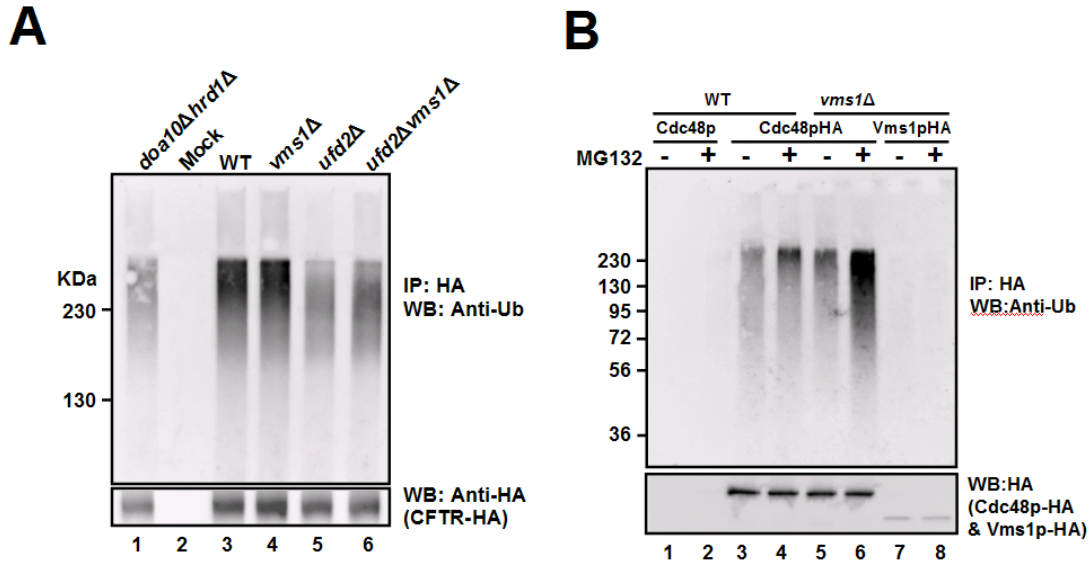 A
doa10Δhrd1Δ
Mock
WT
vms1Δ
ufd2Δ
ufd2Δvms1Δ
KDa
230
130
IP: HA
WB: Anti-Ub
WB: Anti-HA
(CFTR-HA)
1 2 3 4 5 6
B
WT vms1Δ
Cdc48p Cdc48pHA Vms1pHA
MG132 - + - + - + - +
230
130
95
72
56
36
IP: HA
WB:Anti-Ub
WB:HA
(Cdc48p-HA
& Vms1p-HA)
1 2 3 4 5 6 7 8